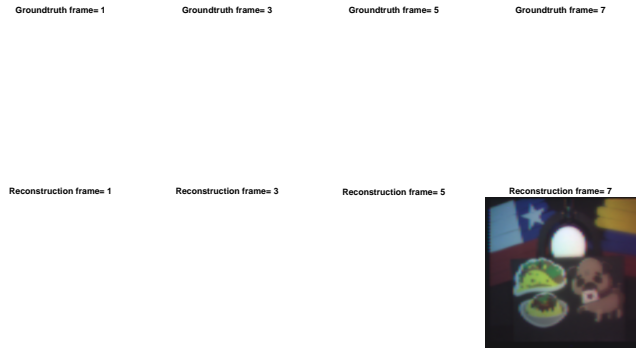 Groundtruth frame= 1
Groundtruth frame= 3
Groundtruth frame= 5
Groundtruth frame= 7
Reconstruction frame= 1
Reconstruction frame= 3
Reconstruction frame= 5
Reconstruction frame= 7